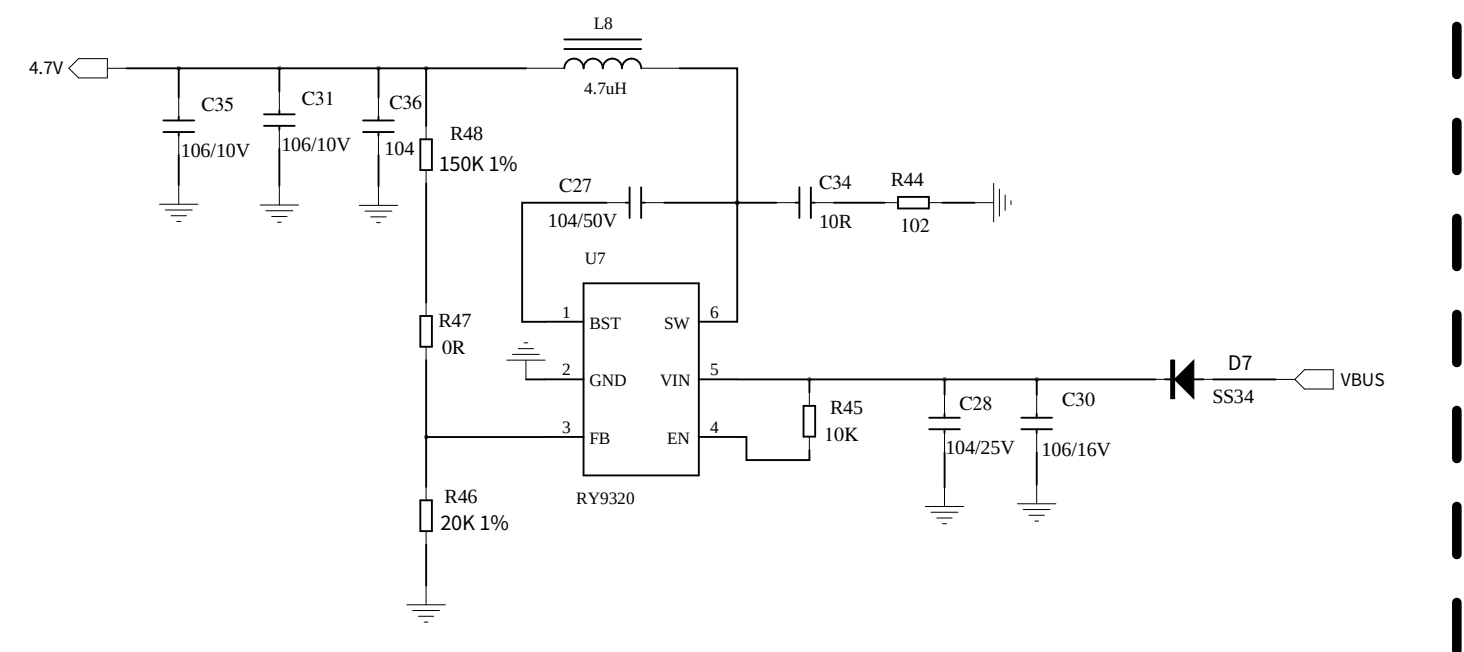 L8
4.7V
4.7uH
C35
106/10V
C31
106/10V
C36
104
R48
150K 1%
C27
104/50V
C34
10R
R44
102
U7
1
BST
SW
6
R47
0R
2
GND
VIN
5
3
FB
EN
4
RY9320
R45
10K
C28
104/25V
C30
106/16V
D7
SS34
VBUS
R46
20K 1%